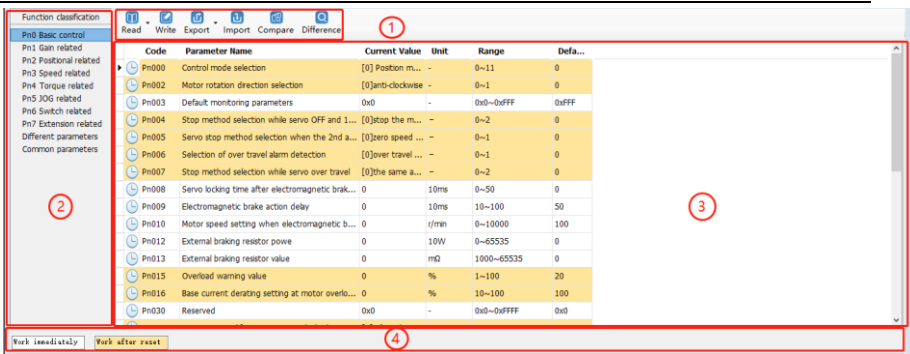 Function classification
Pn0 Basic control
Pn1 Gain related
Pn2 Positional related
Pn3 Speed related
Pn4 Torque related
Pn5 JOG related
Pn6 Switch related
Pn7 Extension related
Different parameters
Common parameters
2
Read Write Export Import Compare Difference
1
Code Parameter Name Current Value Unit Range Defa...
Pn000 Control mode selection [0] Position m... - 0~11 0
Pn002 Motor rotation direction selection [0]anti-clockwise - 0~1 0
Pn003 Default monitoring parameters 0x0 - 0x0~0xFFF 0xFFF
Pn004 Stop method selection while servo OFF and 1... [0]stop the m... - 0~2 0
Pn005 Servo stop method selection when the 2nd a... [0]zero speed ... - 0~1 0
Pn006 Selection of over travel alarm detection [0]over travel ... - 0~1 0
Pn007 Stop method selection while servo over travel [0]the same a... - 0~2 0
Pn008 Servo locking time after electromagnetic brak... 0 10ms 0~50 0
Pn009 Electromagnetic brake action delay 0 10ms 10~100 50
Pn010 Motor speed setting when electromagnetic b... 0 r/min 0~10000 100
Pn012 External braking resistor powe 0 10W 0~65535 0
Pn013 External braking resistor value 0 mΩ 1000~65535 0
Pn015 Overload warning value 0 % 1~100 20
Pn016 Base current derating setting at motor overlo... 0 % 10~100 100
Pn030 Reserved 0x0 - 0x0~0xFFFF 0x0
3
Work immediately Work after reset
4